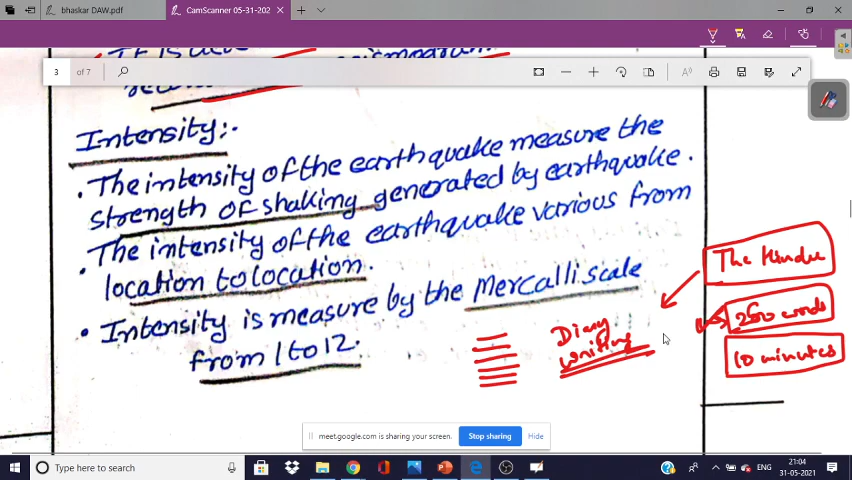 bhaskar DAW.pdf
CamScanner 05-31-202
It is
seismogram.
3 of 7
Intensity:-
• The intensity of the earthquake measure the
strength of shaking generated by earthquake.
• The intensity of the earthquake various from
location to location.
• Intensity is measure by the Mercalli scale
from 1 to 12.
The Hindu
250 words
10 minutes
Diary
writing
meet.google.com is sharing your screen.
Stop sharing
Hide
Type here to search
ENG
21:04
31-05-2021